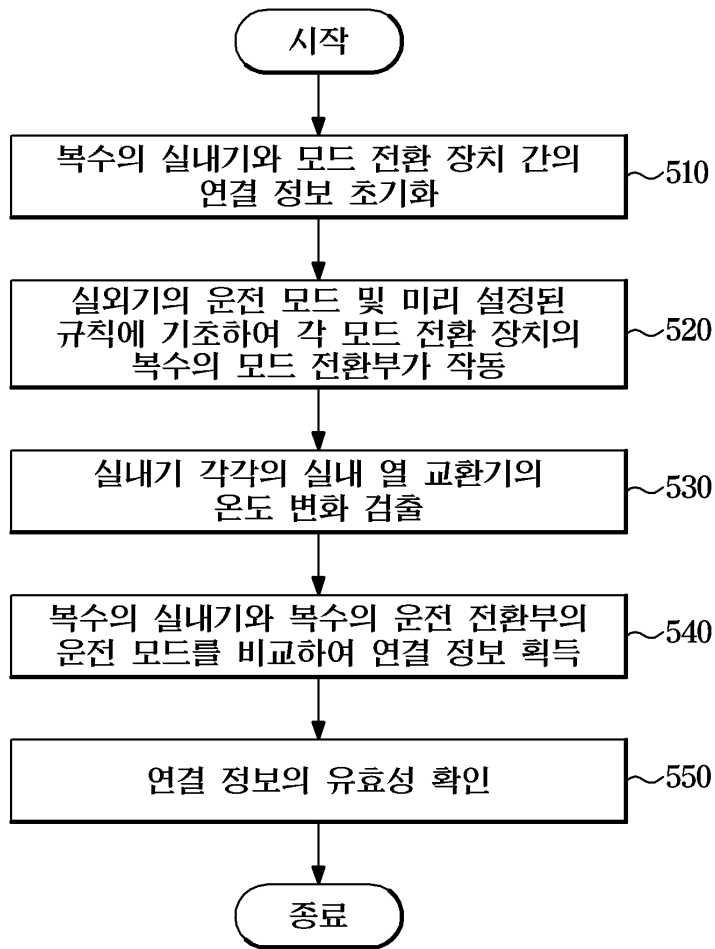 시작
복수의 실내기와 모드 전환 장치 간의
연결 정보 초기화
510
실외기의 운전 모드 및 미리 설정된
규칙에 기초하여 각 모드 전환 장치의
복수의 모드 전환부가 작동
520
실내기 각각의 실내 열 교환기의
온도 변화 검출
530
복수의 실내기와 복수의 운전 전환부의
운전 모드를 비교하여 연결 정보 획득
540
연결 정보의 유효성 확인
550
종료